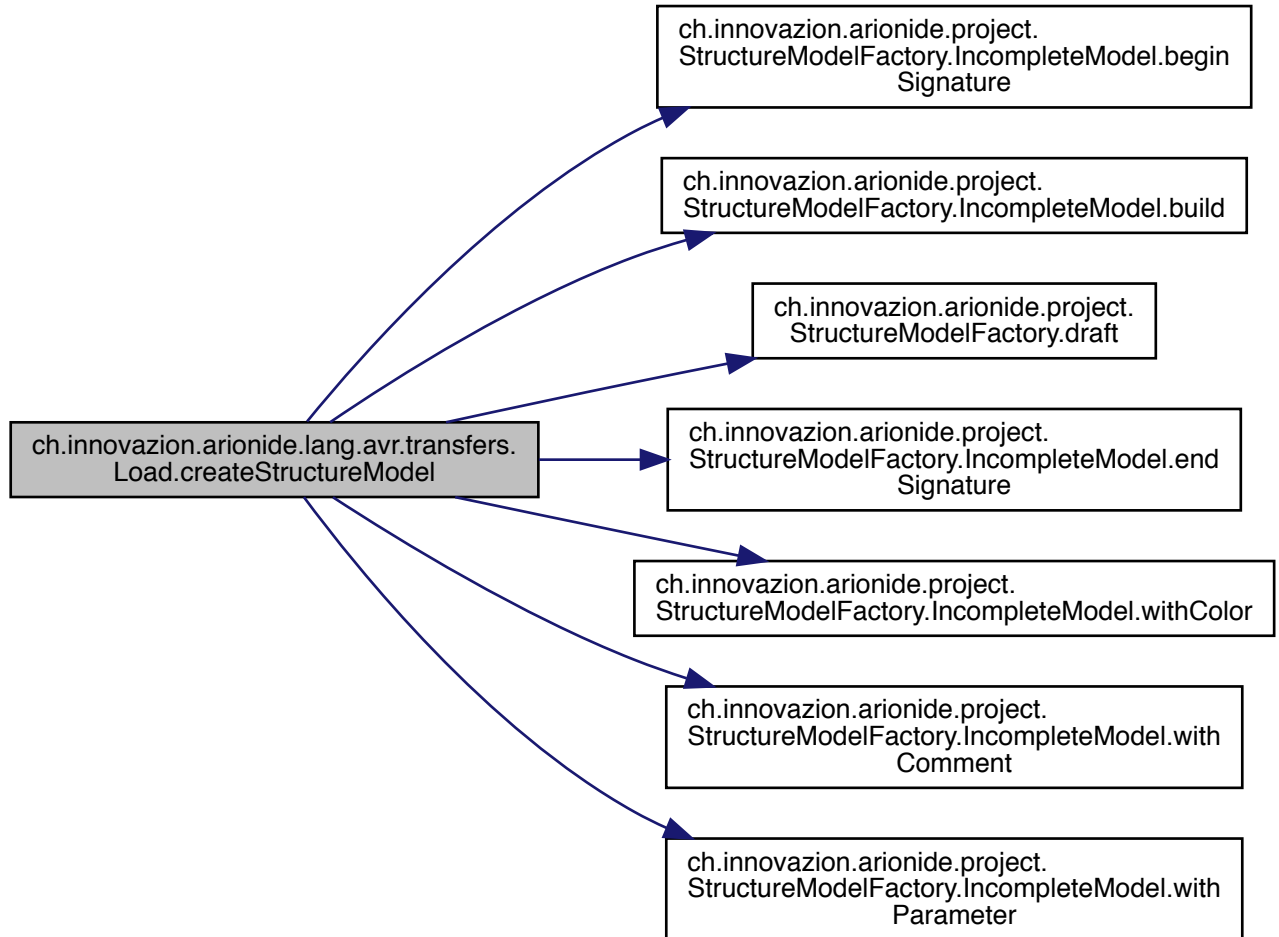 ch.innovazion.arionide.project.
StructureModelFactory.IncompleteModel.begin
Signature
ch.innovazion.arionide.project.
StructureModelFactory.IncompleteModel.build
ch.innovazion.arionide.project.
StructureModelFactory.draft
ch.innovazion.arionide.lang.avr.transfers.
Load.createStructureModel
ch.innovazion.arionide.project.
StructureModelFactory.IncompleteModel.end
Signature
ch.innovazion.arionide.project.
StructureModelFactory.IncompleteModel.withColor
ch.innovazion.arionide.project.
StructureModelFactory.IncompleteModel.with
Comment
ch.innovazion.arionide.project.
StructureModelFactory.IncompleteModel.with
Parameter